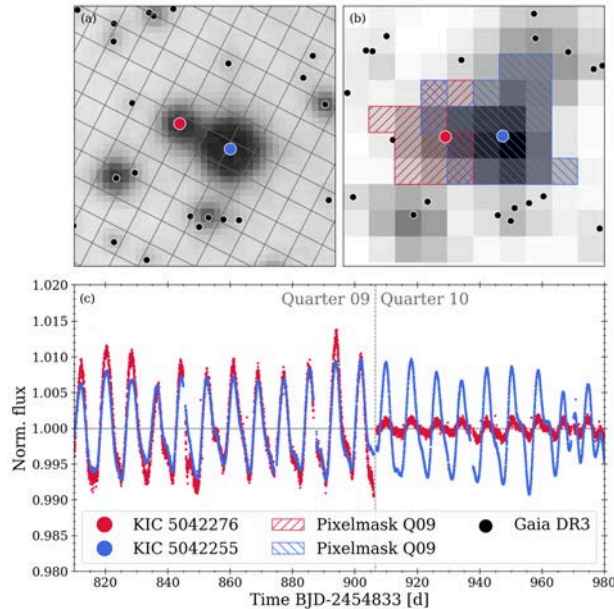 (a)
(b)
(c)
Quarter 09
Quarter 10
1.020
1.015
1.010
1.005
1.000
0.995
0.990
0.985
0.980
Norm. flux
KIC 5042276
Pixelmask Q09
Gaia DR3
KIC 5042255
Pixelmask Q09
820
840
860
880
900
920
940
960
980
Time BJD-2454833 [d]